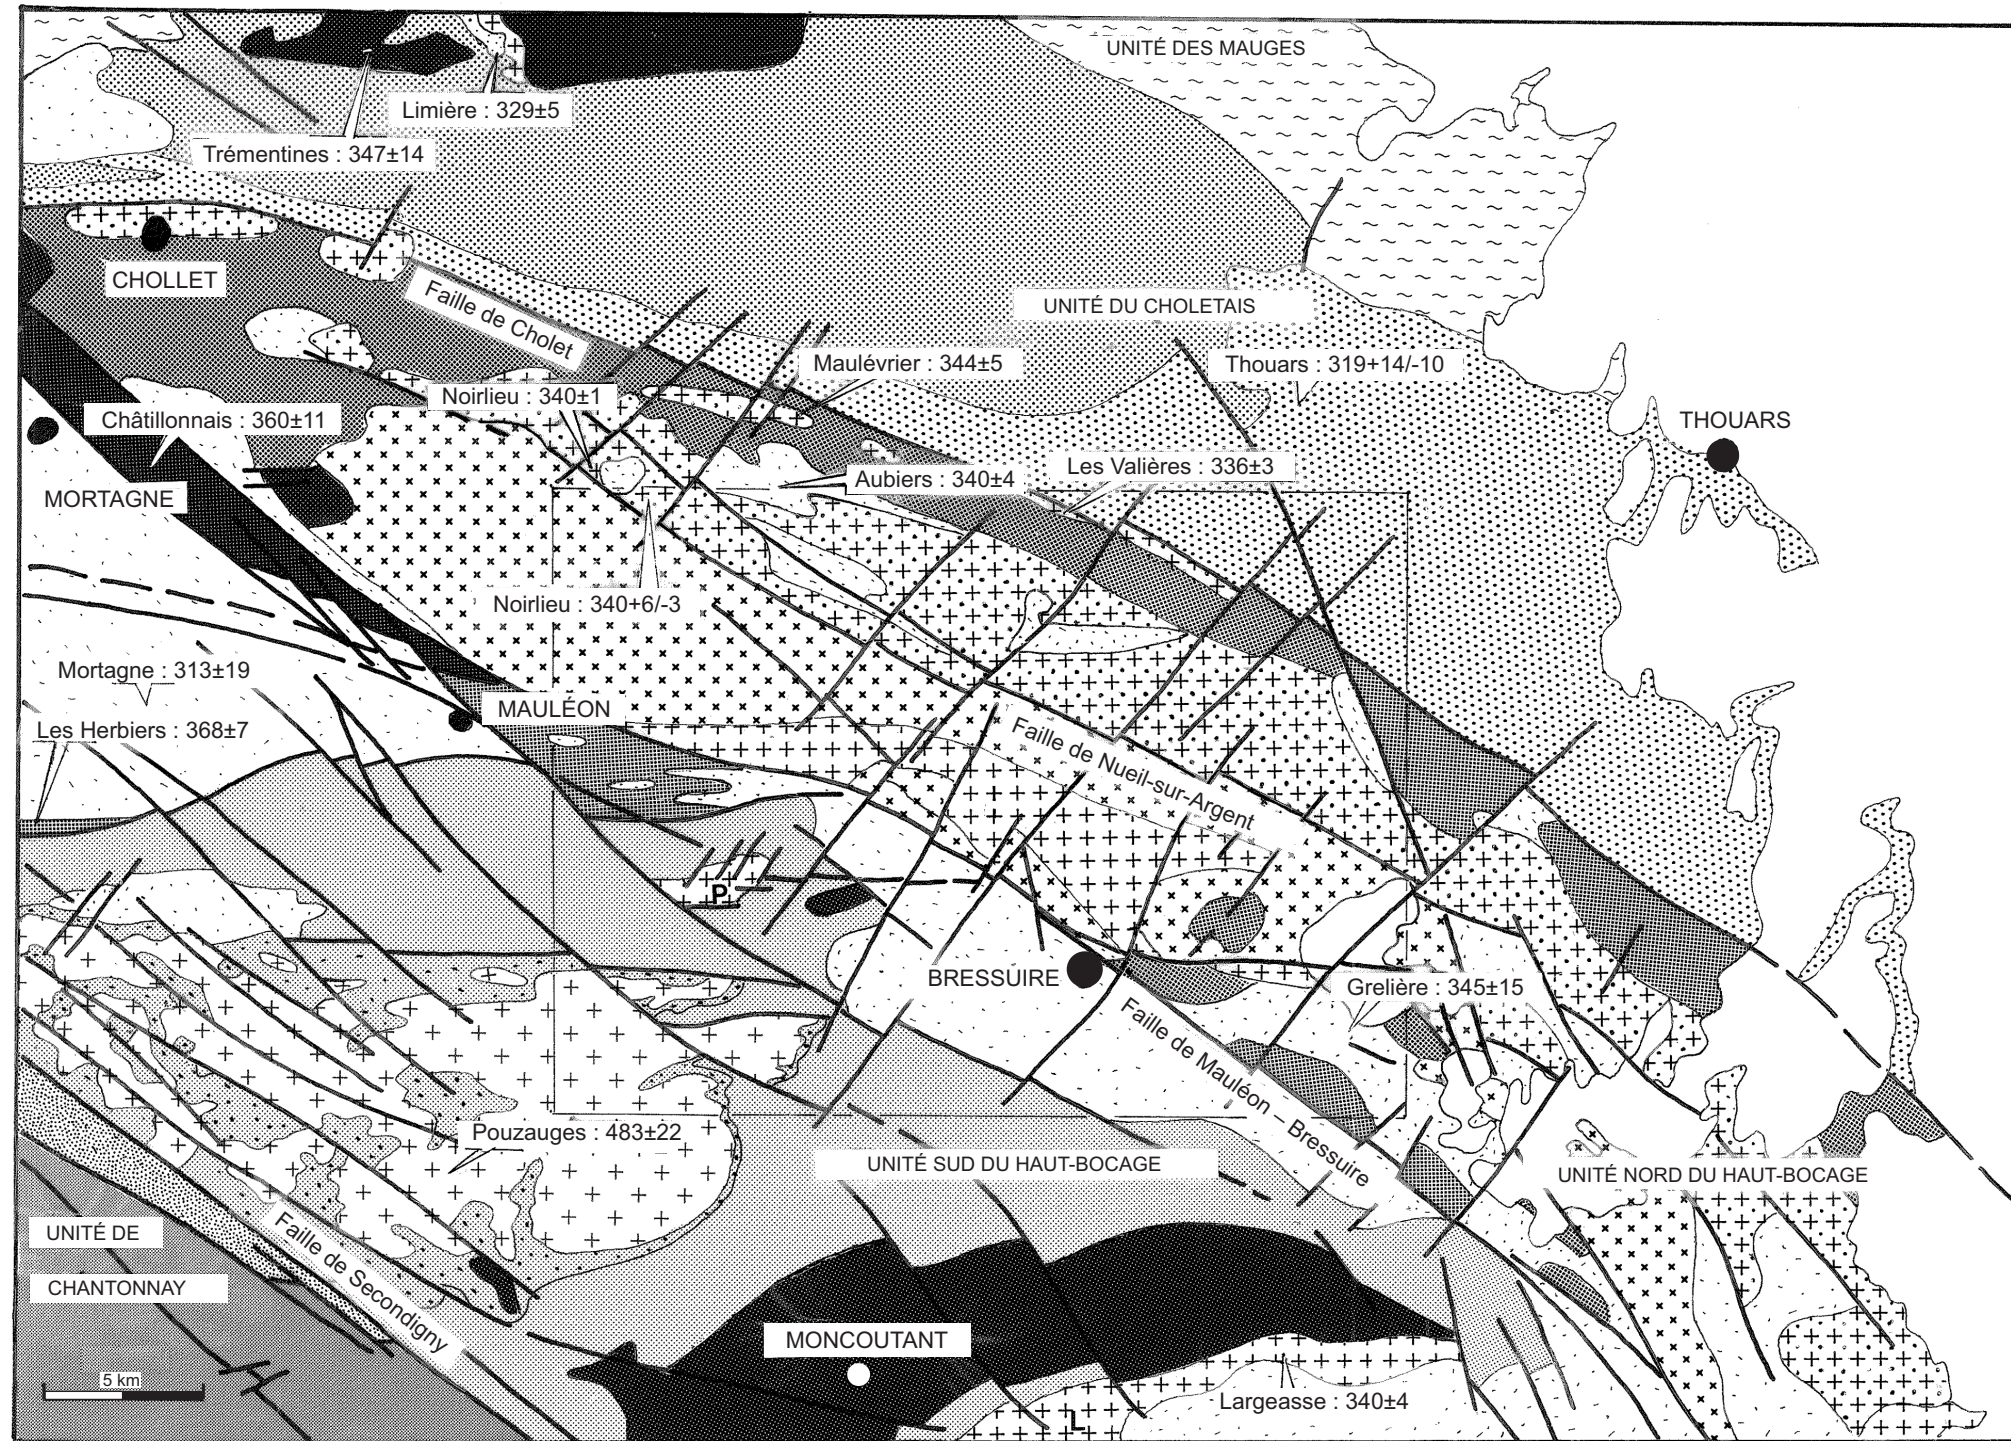 UNITÉ DES MAUGES
Limière : 329±5
Trémentines : 347±14
CHOLLET
Faille de Cholet
UNITÉ DU CHOLETAIS
Maulévrier : 344±5
Thouars : 319+14/-10
Noirlieu : 340±1
Châtillonnais : 360±11
THOUARS
Les Valières : 336±3
Aubiers : 340±4
MORTAGNE
Noirlieu : 340+6/-3
Mortagne : 313±19
MAULÉON
Les Herbiers : 368±7
Faille de Nueil-sur-Argent
P
BRESSUIRE
Grelière : 345±15
Faille de Mauléon – Bressuire
Pouzauges : 483±22
UNITÉ SUD DU HAUT-BOCAGE
UNITÉ NORD DU HAUT-BOCAGE
UNITÉ DE
CHANTONNAY
Faille de Secondigny
MONCOUTANT
5 km
Largeasse : 340±4
L